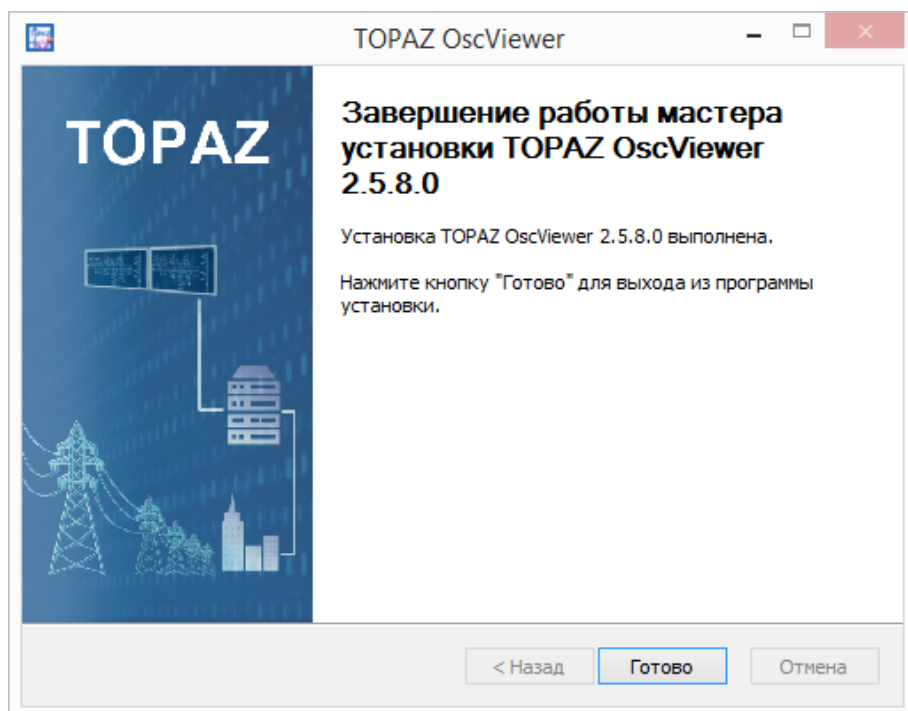 TOPAZ OscViewer
TOPAZ
Завершение работы мастера
установки TOPAZ OscViewer
2.5.8.0
Установка TOPAZ OscViewer 2.5.8.0 выполнена.
Нажмите кнопку "Готово" для выхода из программы
установки.
< Назад
Готово
Отмена